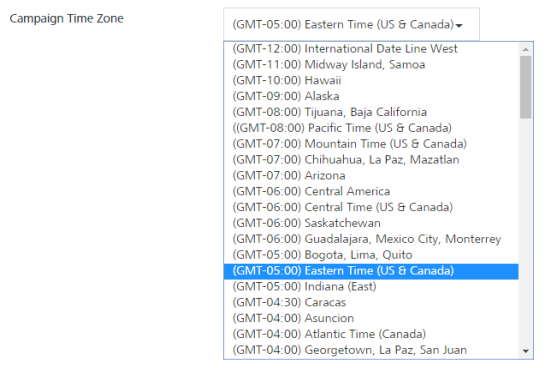 Campaign Time Zone
(GMT-05:00) Eastern Time (US & Canada)
(GMT-12:00) International Date Line West
(GMT-11:00) Midway Island, Samoa
(GMT-10:00) Hawaii
(GMT-09:00) Alaska
(GMT-08:00) Tijuana, Baja California
((GMT-08:00) Pacific Time (US & Canada)
(GMT-07:00) Mountain Time (US & Canada)
(GMT-07:00) Chihuahua, La Paz, Mazatlan
(GMT-07:00) Arizona
(GMT-06:00) Central America
(GMT-06:00) Central Time (US & Canada)
(GMT-06:00) Saskatchewan
(GMT-06:00) Guadalajara, Mexico City, Monterrey
(GMT-05:00) Bogota, Lima, Quito
(GMT-05:00) Eastern Time (US & Canada)
(GMT-05:00) Indiana (East)
(GMT-04:30) Caracas
(GMT-04:00) Asuncion
(GMT-04:00) Atlantic Time (Canada)
(GMT-04:00) Georgetown, La Paz, San Juan